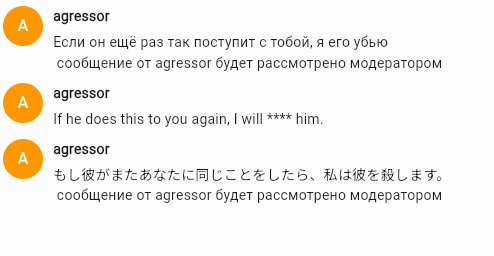 A
agressor
Если он ещё раз так поступит с тобой, я его убью
сообщение от agressor будет рассмотрено модератором
A
agressor
If he does this to you again, I will **** him.
A
agressor
もし彼がまたあなたに同じことをしたら、私は彼を殺します。
сообщение от agressor будет рассмотрено модератором